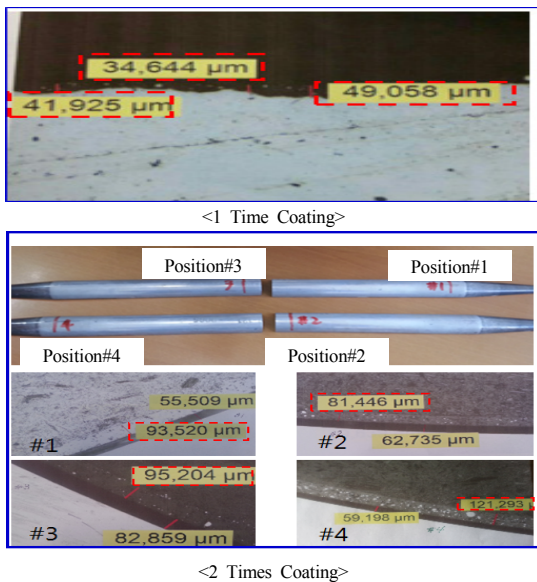 34,644 µm
41,925 µm
49,058 µm
<1 Time Coating>
Position#3
Position#1
#1
#2
Position#4
Position#2
55,509 µm
93,520 µm
#1
81,446 µm
62,735 µm
#2
95,204 µm
82,859 µm
#3
121,293
59,198 µm
#4
<2 Times Coating>